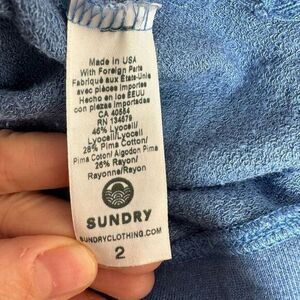 Made in USA
With Foreign Parts
Fabriqué aux États-Unis
avec pièces importées
Hecho en los EEUU
con piezas importadas
CA 40554
RN 134679
46% Lyocell/
Lyocell/Lyocell
28% Pima Cotton/
Pima Coton/ Algodon Pima
26% Rayon/
Rayonne/Rayon
SUNDRY
SUNDRYCLOTHING.COM
2